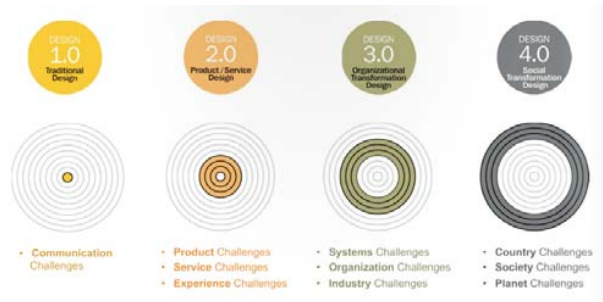 DESIGN
1.0
Traditional
Design
DESIGN
2.0
Product / Service
Design
DESIGN
3.0
Organizational
Transformation
Design
DESIGN
4.0
Social
Transformation
Design
• Communication
Challenges
• Product Challenges
• Service Challenges
• Experience Challenges
• Systems Challenges
• Organization Challenges
• Industry Challenges
• Country Challenges
• Society Challenges
• Planet Challenges